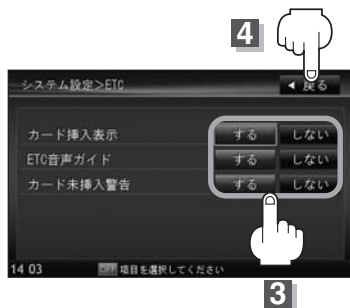 4
システム設定>ETC
◀ 戻る
カード挿入表示 する しない
ETC音声ガイド する しない
カード未挿入警告 する しない
14 03 OFF 項目を選択してください
3